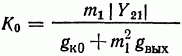 K₀ = m₁|Y₂₁| / (g_к0 + m₁² g_вых)